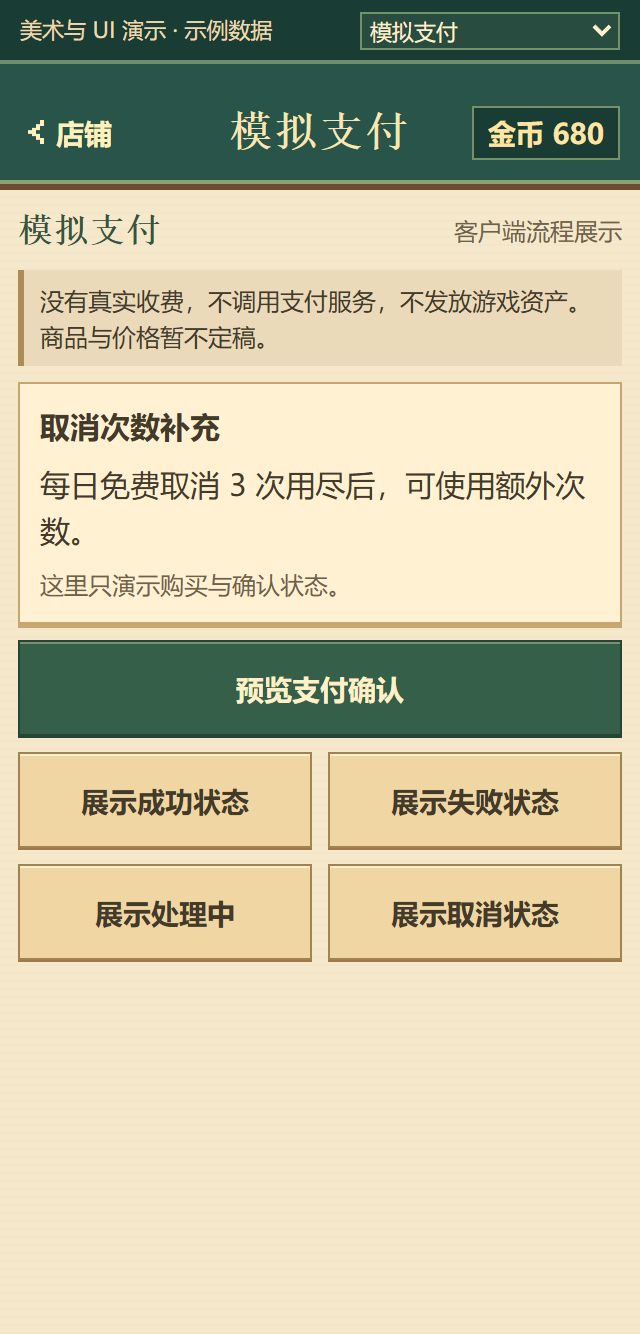 美术与 UI 演示 · 示例数据
模拟支付
店铺
模拟支付
金币 680
模拟支付
客户端流程展示
没有真实收费，不调用支付服务，不发放游戏资产。
商品与价格暂不定稿。
取消次数补充
每日免费取消 3 次用尽后，可使用额外次
数。
这里只演示购买与确认状态。
预览支付确认
展示成功状态
展示失败状态
展示处理中
展示取消状态